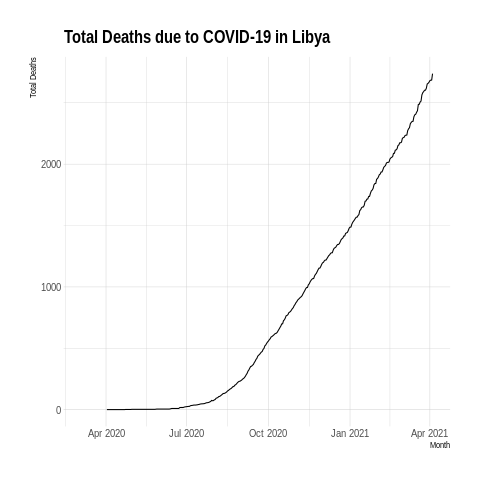 Total Deaths due to COVID-19 in Libya
Total Deaths
2000
1000
0
Apr 2020 Jul 2020 Oct 2020 Jan 2021 Apr 2021
Month